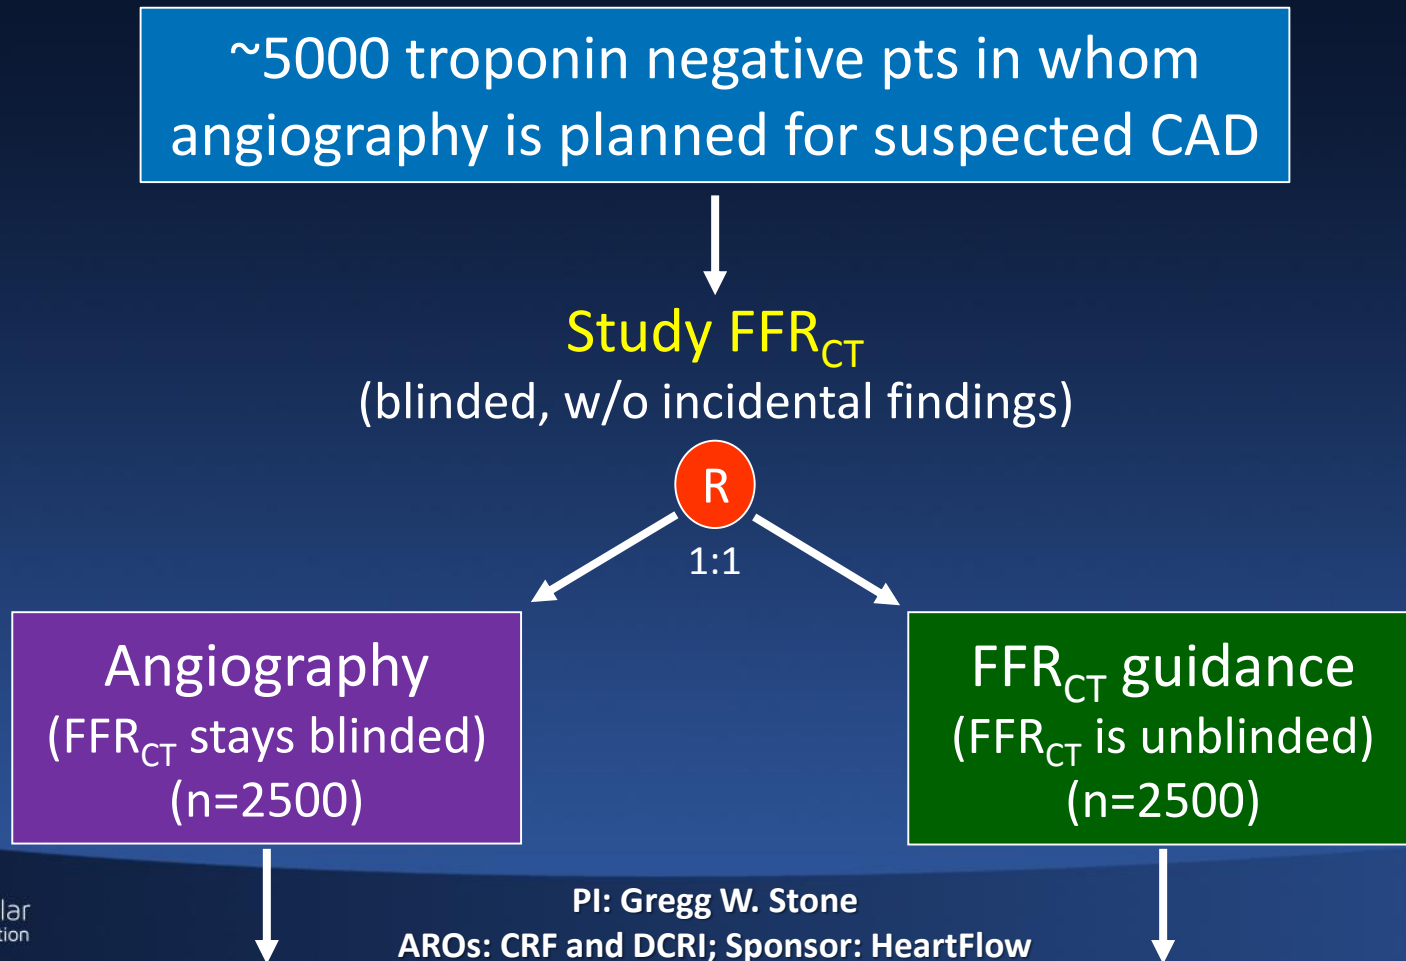 ~5000 troponin negative pts in whom
angiography is planned for suspected CAD
Study FFRCT
(blinded, w/o incidental findings)
R
1:1
Angiography
(FFRCT stays blinded)
(n=2500)
FFRCT guidance
(FFRCT is unblinded)
(n=2500)
PI: Gregg W. Stone
AROs: CRF and DCRI; Sponsor: HeartFlow